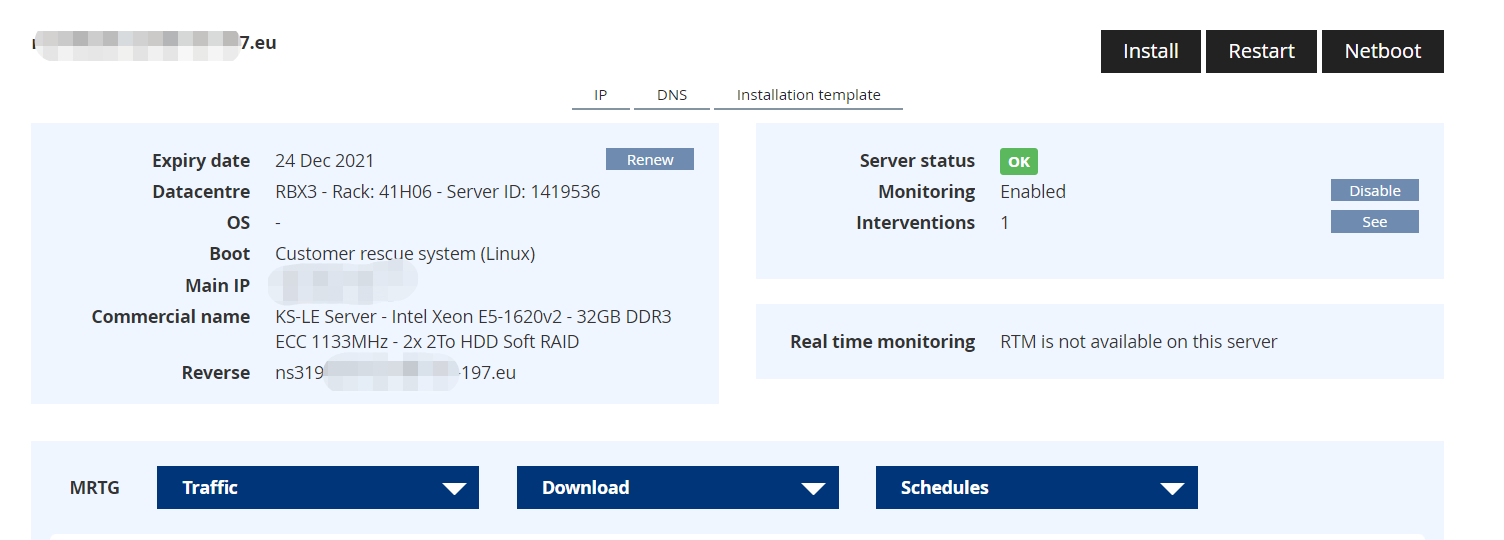 7.eu
Install Restart Netboot
IP DNS Installation template
Expiry date 24 Dec 2021 Renew
Datacentre RBX3 - Rack: 41H06 - Server ID: 1419536
OS -
Boot Customer rescue system (Linux)
Main IP
Commercial name KS-LE Server - Intel Xeon E5-1620v2 - 32GB DDR3
ECC 1133MHz - 2x 2To HDD Soft RAID
Reverse ns319 -197.eu
Server status OK
Monitoring Enabled Disable
Interventions 1 See
Real time monitoring RTM is not available on this server
MRTG Traffic Download Schedules